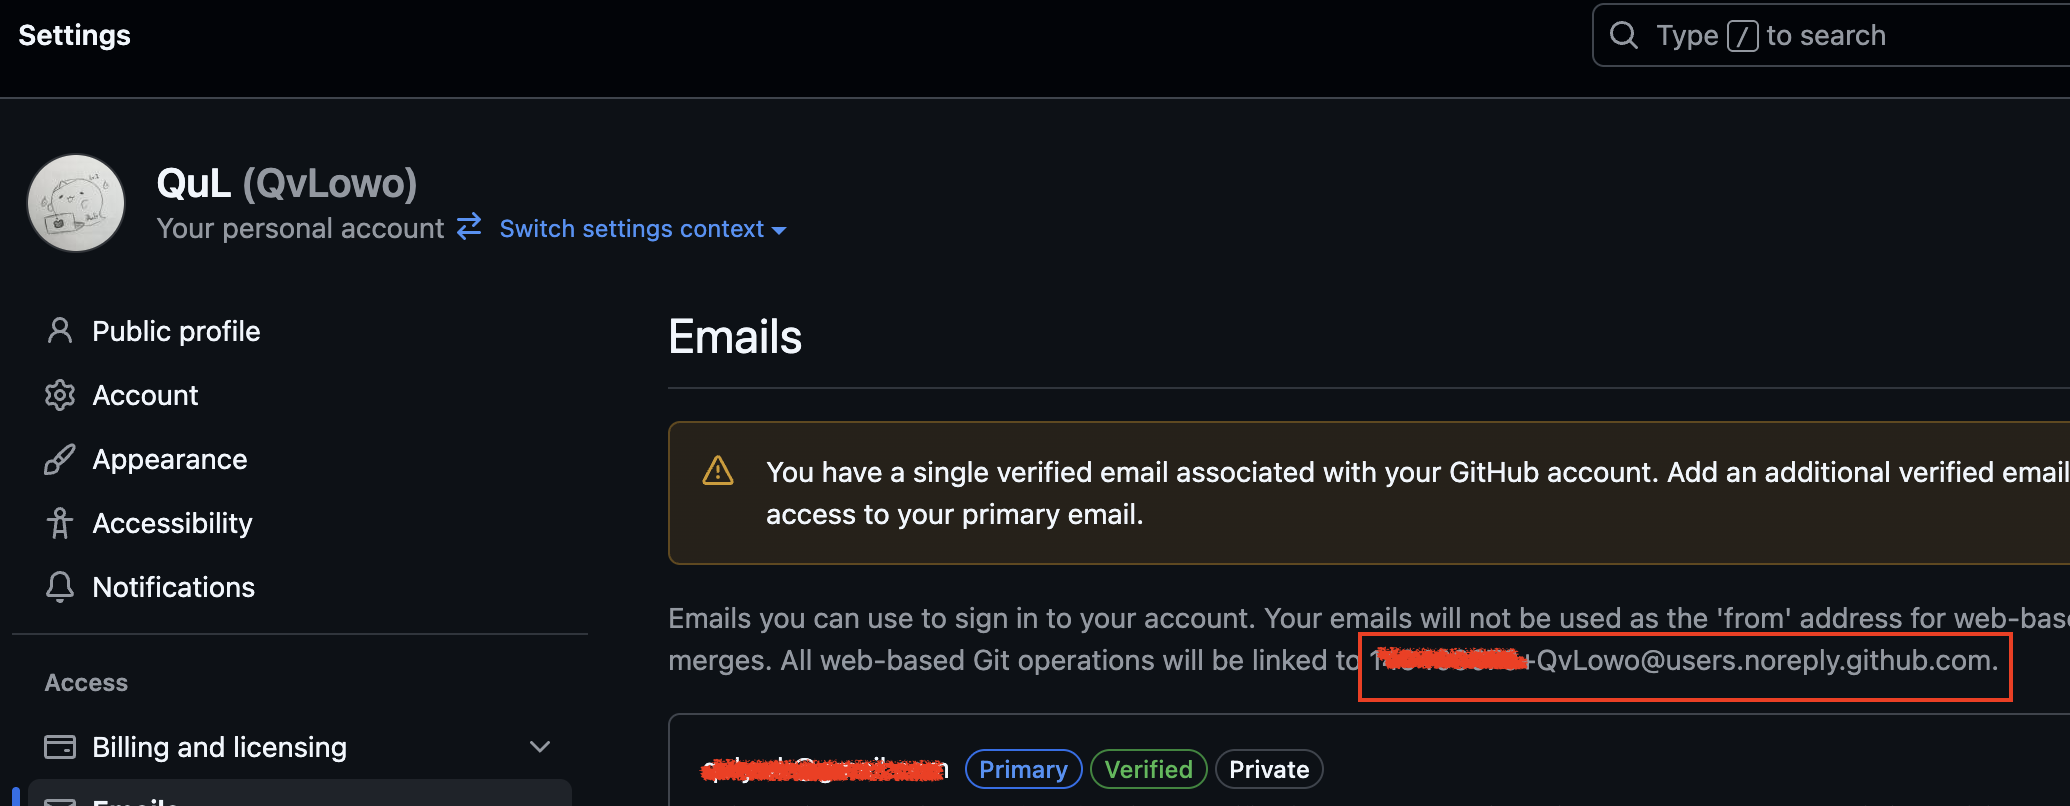 Settings
Type / to search
QuL (QvLowo)
Your personal account Switch settings context
Public profile
Account
Appearance
Accessibility
Notifications
Access
Billing and licensing
Emails
Emails
You have a single verified email associated with your GitHub account. Add an additional verified email
access to your primary email.
Emails you can use to sign in to your account. Your emails will not be used as the 'from' address for
merges. All web-based Git operations will be linked to +QvLowo@users.noreply.github.com.
Primary Verified Private